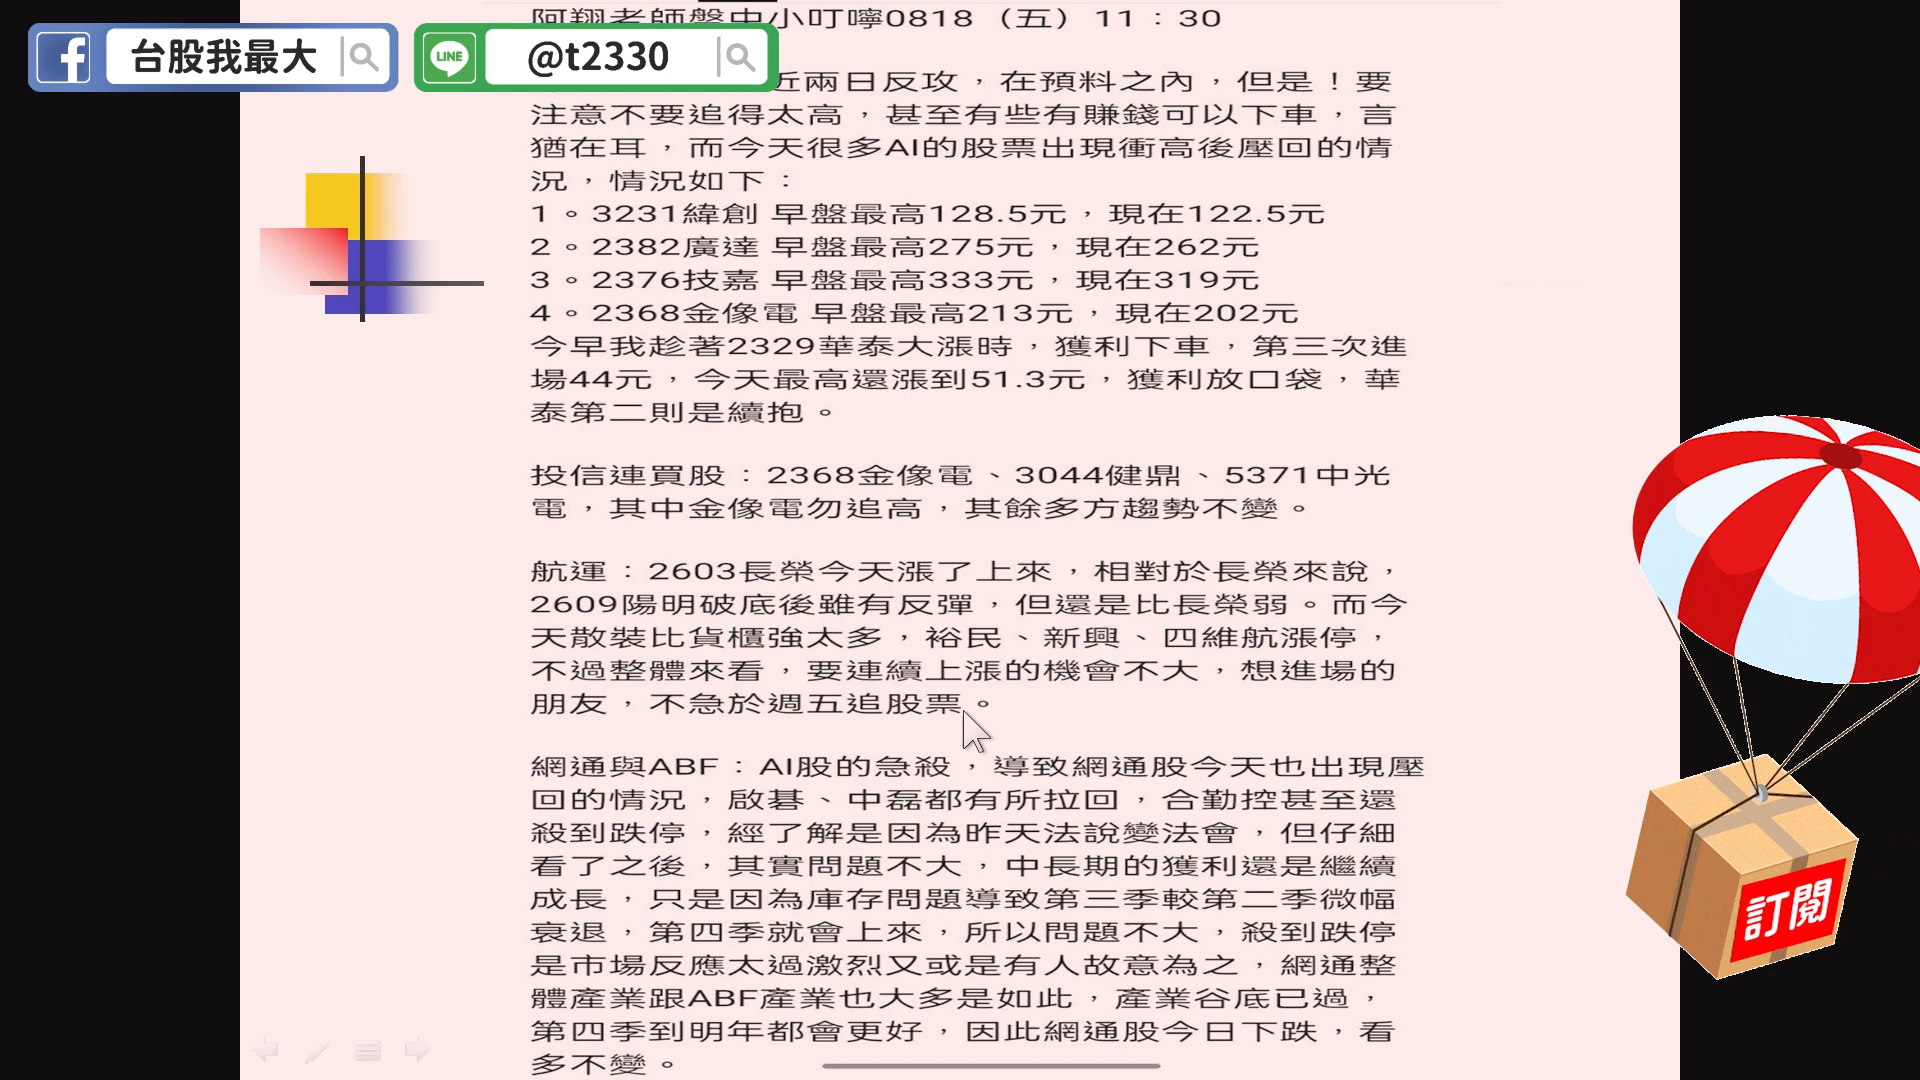 阿翔老師盤中小叮嚀0818（五）11：30
台股我最大
LINE
@t2330
近兩日反攻，在預料之內，但是！要
注意不要追得太高，甚至有些有賺錢可以下車，言
猶在耳，而今天很多AI的股票出現衝高後壓回的情
況，情況如下：
1。3231緯創 早盤最高128.5元，現在122.5元
2。2382廣達 早盤最高275元，現在262元
3。2376技嘉 早盤最高333元，現在319元
4。2368金像電 早盤最高213元，現在202元
今早我趁著2329華泰大漲時，獲利下車，第三次進
場44元，今天最高還漲到51.3元，獲利放口袋，華
泰第二則是續抱。
投信連買股：2368金像電、3044健鼎、5371中光
電，其中金像電勿追高，其餘多方趨勢不變。
航運：2603長榮今天漲了上來，相對於長榮來說，
2609陽明破底後雖有反彈，但還是比長榮弱。而今
天散裝比貨櫃強太多，裕民、新興、四維航漲停，
不過整體來看，要連續上漲的機會不大，想進場的
朋友，不急於週五追股票。
網通與ABF：AI股的急殺，導致網通股今天也出現壓
回的情況，啟碁、中磊都有所拉回，合勤控甚至還
殺到跌停，經了解是因為昨天法說變法會，但仔細
看了之後，其實問題不大，中長期的獲利還是繼續
成長，只是因為庫存問題導致第三季較第二季微幅
衰退，第四季就會上來，所以問題不大，殺到跌停
是市場反應太過激烈又或是有人故意為之，網通整
體產業跟ABF產業也大多是如此，產業谷底已過，
第四季到明年都會更好，因此網通股今日下跌，看
多不變。
訂閱